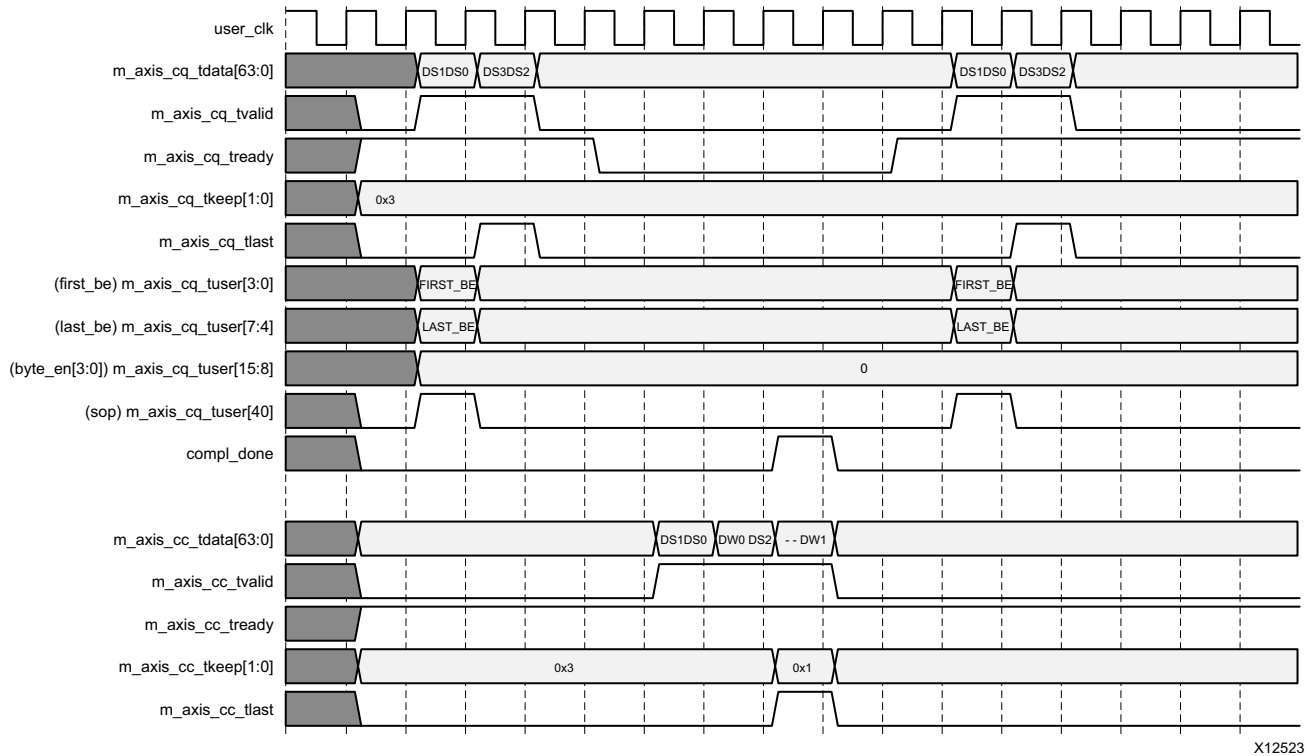 user_clk
m_axis_cq_tdata[63:0] DS1DS0 DS3DS2 DS1DS0 DS3DS2
m_axis_cq_tvalid
m_axis_cq_tready
m_axis_cq_tkeep[1:0] 0x3
m_axis_cq_tlast
(first_be) m_axis_cq_tuser[3:0] FIRST_BE FIRST_BE
(last_be) m_axis_cq_tuser[7:4] LAST_BE LAST_BE
(byte_en[3:0]) m_axis_cq_tuser[15:8] 0
(sop) m_axis_cq_tuser[40]
compl_done
m_axis_cc_tdata[63:0] DS1DS0 DW0 DS2 - - DW1
m_axis_cc_tvalid
m_axis_cc_tready
m_axis_cc_tkeep[1:0] 0x3 0x1
m_axis_cc_tlast
X12523